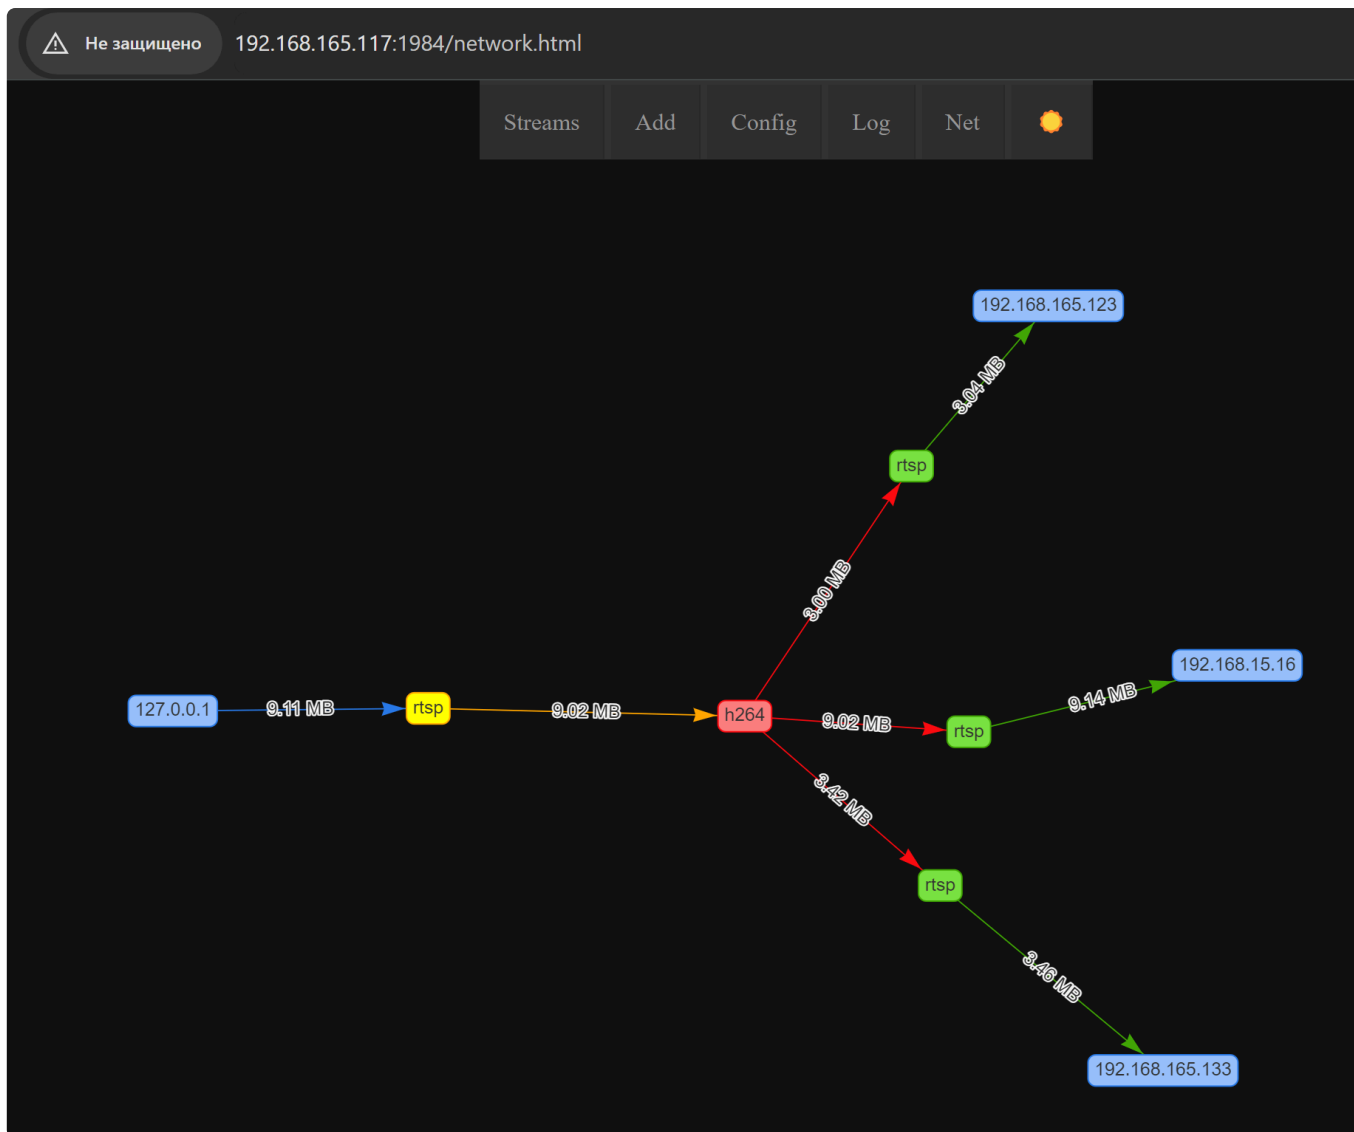 Не защищено
192.168.165.117:1984/network.html
Streams
Add
Config
Log
Net
192.168.165.123
3.04 MB
rtsp
3.00 MB
192.168.15.16
9.14 MB
127.0.0.1
9.11 MB
rtsp
9.02 MB
h264
9.02 MB
rtsp
3.42 MB
rtsp
3.46 MB
192.168.165.133